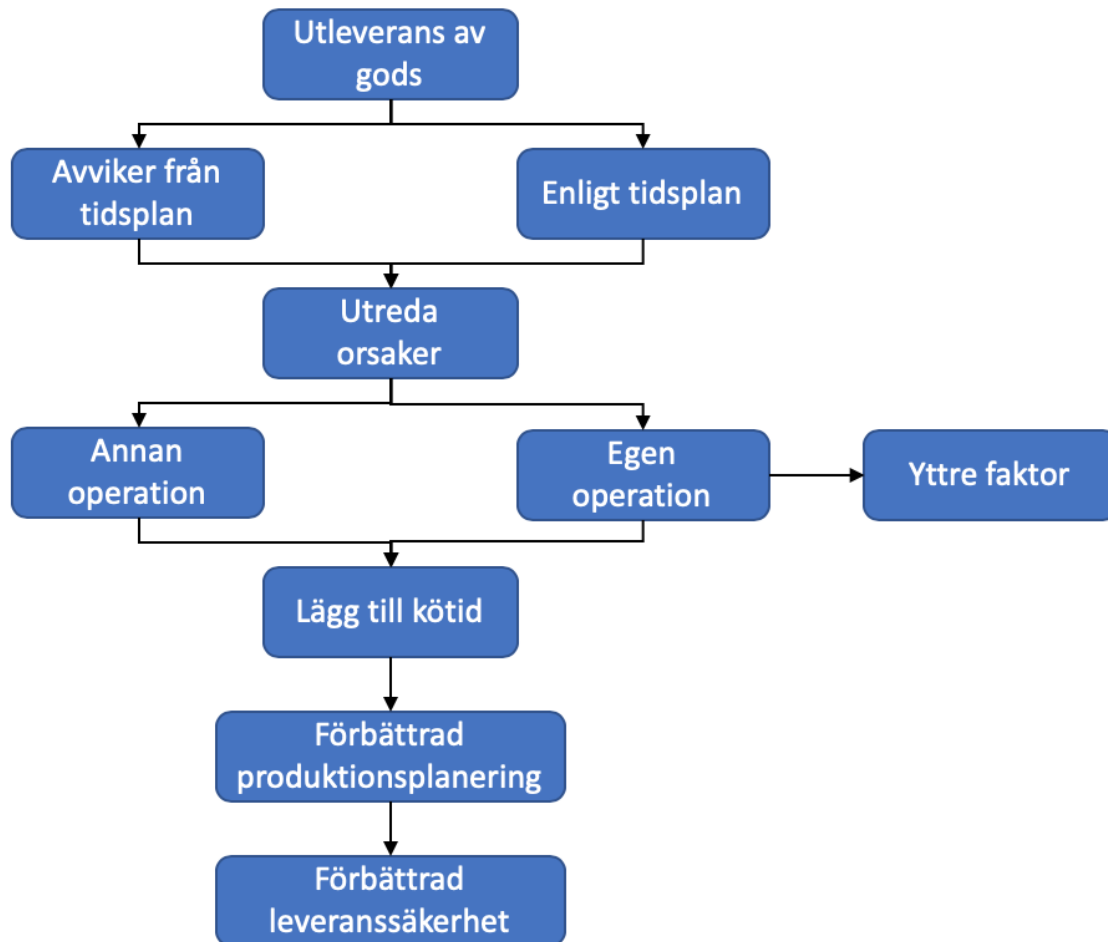 Utleverans av
gods
Avviker från
tidsplan
Enligt tidsplan
Utreda
orsaker
Annan
operation
Egen
operation
Yttre faktor
Lägg till kötid
Förbättrad
produktionsplanering
Förbättrad
leveranssäkerhet